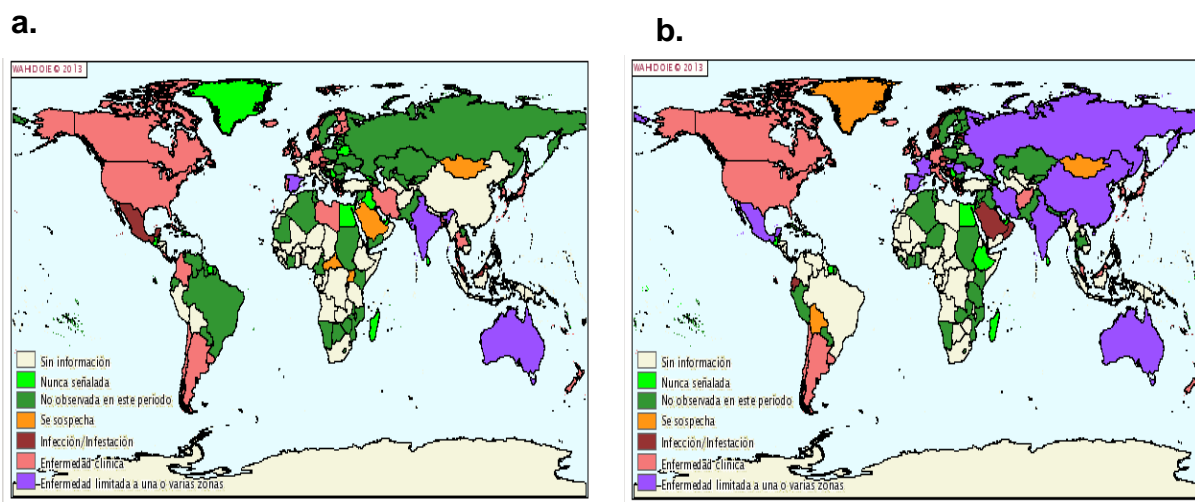 a.
WAHID OIE © 2013
Sin información
Nunca señalada
No observada en este período
Se sospecha
Infección/Infestación
Enfermedad clínica
Enfermedad limitada a una o varias zonas
b.
WAHID OIE © 2013
Sin información
Nunca señalada
No observada en este período
Se sospecha
Infección/Infestación
Enfermedad clínica
Enfermedad limitada a una o varias zonas